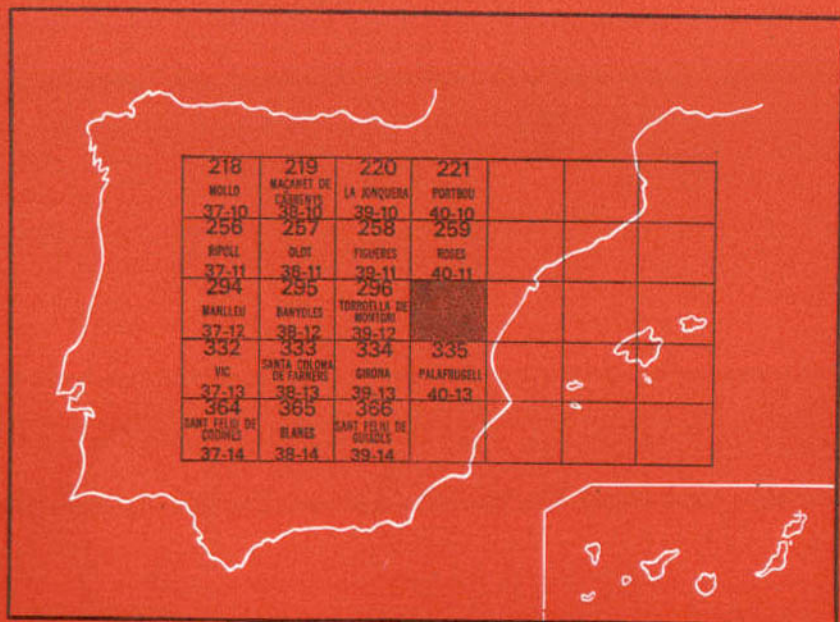 218 219 220 221
MOLLO MAÇANET DE CABRENYS LA JONQUERA PORTBOU
37-10 38-10 39-10 40-10
256 257 258 259
RIPOLL OLOT FIGUERES ROSES
37-11 38-11 39-11 40-11
294 295 296
MANLLEU BANYOLES TORROELLA DE MONTGRI
37-12 38-12 39-12
332 333 334 335
VIC SANTA COLOMA DE FARNERS GIRONA PALAFRUGELL
37-13 38-13 39-13 40-13
364 365 366
SANT FELIU DE CODINES BLANES SANT FELIU DE GUIXOLS
37-14 38-14 39-14